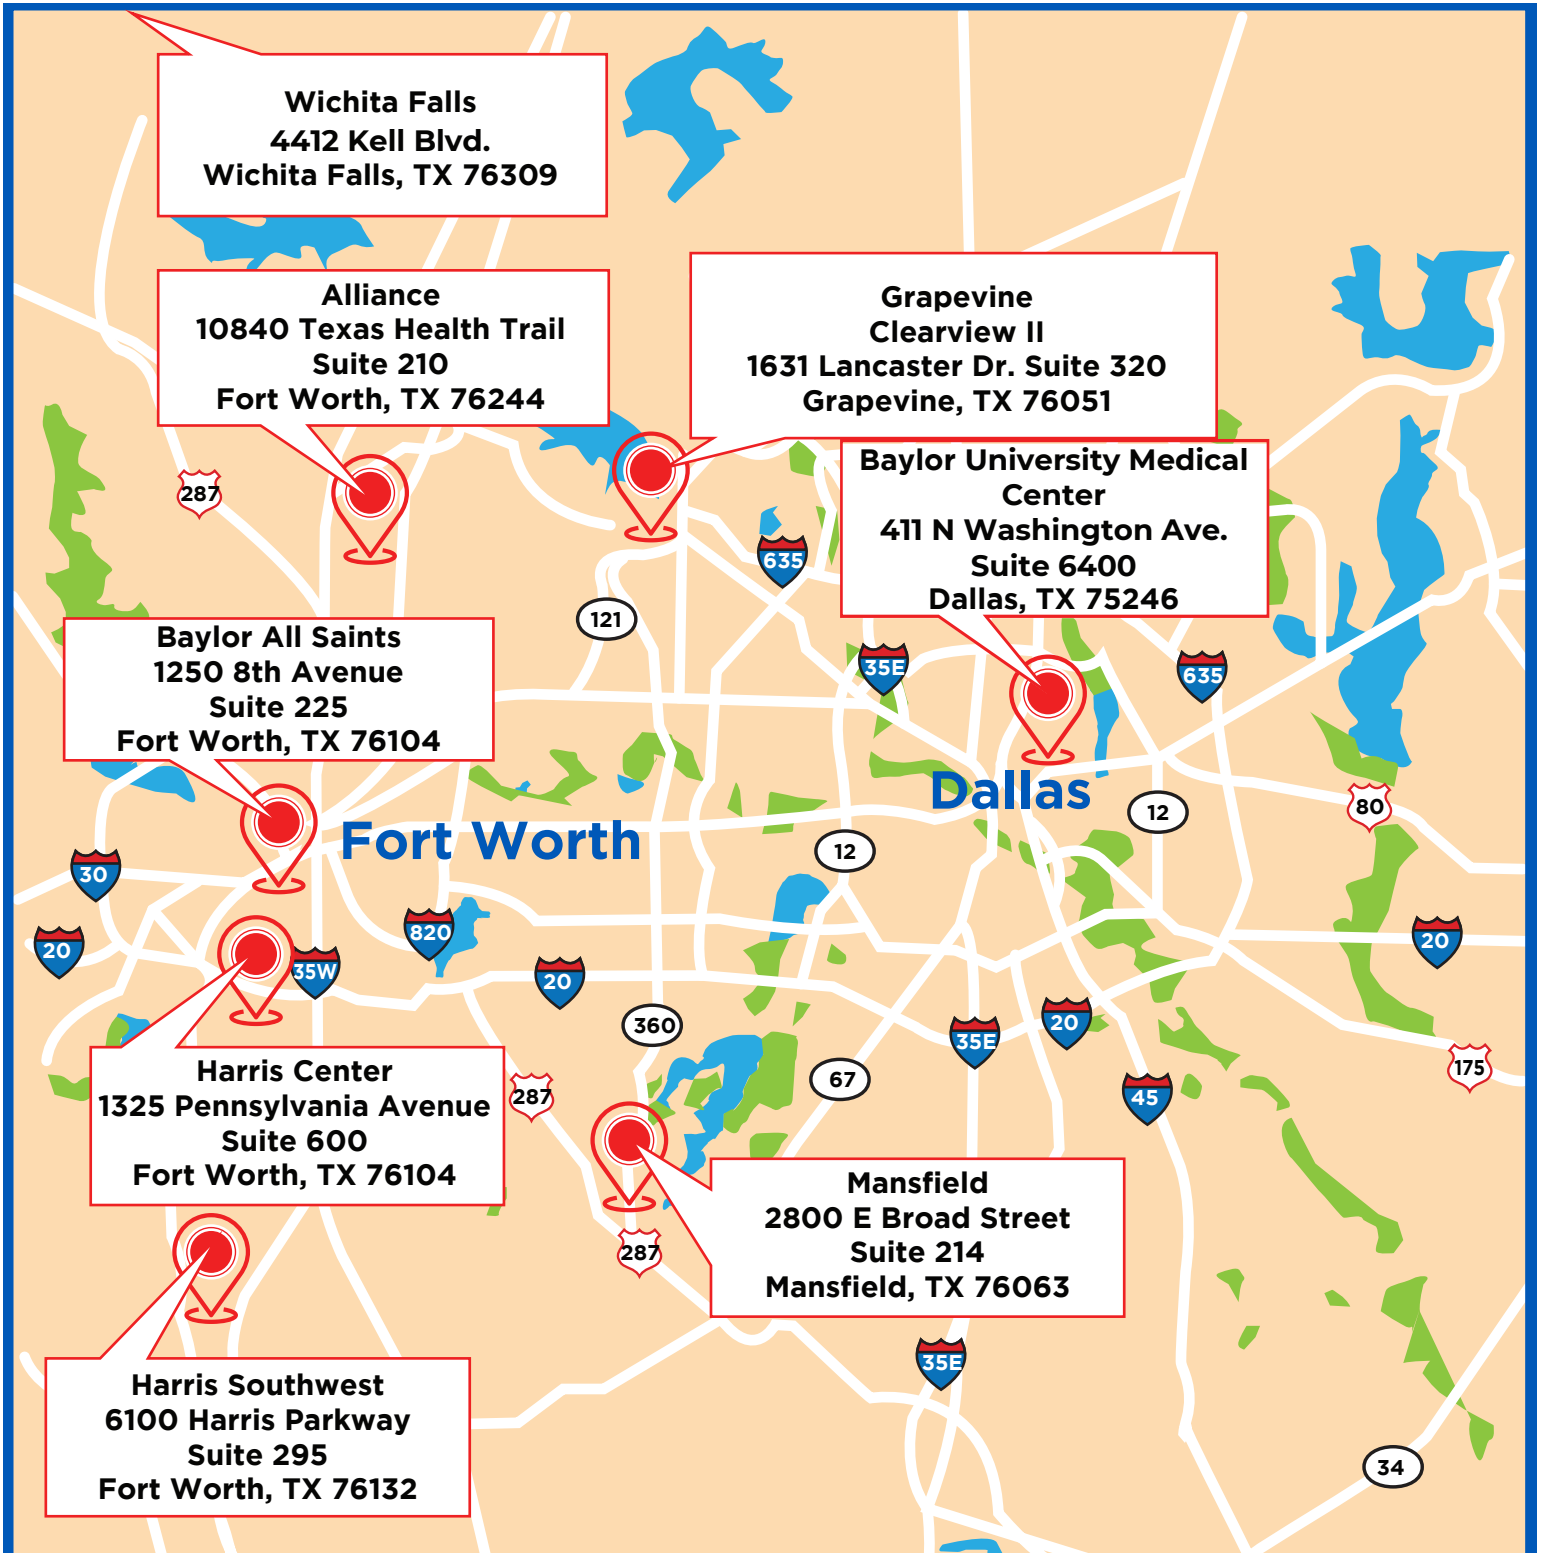 Wichita Falls
4412 Kell Blvd.
Wichita Falls, TX 76309
Alliance
10840 Texas Health Trail
Suite 210
Fort Worth, TX 76244
Grapevine
Clearview II
1631 Lancaster Dr. Suite 320
Grapevine, TX 76051
Baylor University Medical
Center
411 N Washington Ave.
Suite 6400
Dallas, TX 75246
287
635
121
35E
635
Baylor All Saints
1250 8th Avenue
Suite 225
Fort Worth, TX 76104
Dallas
Fort Worth
80
12
12
30
820
20
35W
20
20
360
35E
20
67
287
45
175
Harris Center
1325 Pennsylvania Avenue
Suite 600
Fort Worth, TX 76104
Mansfield
2800 E Broad Street
Suite 214
Mansfield, TX 76063
287
35E
Harris Southwest
6100 Harris Parkway
Suite 295
Fort Worth, TX 76132
34